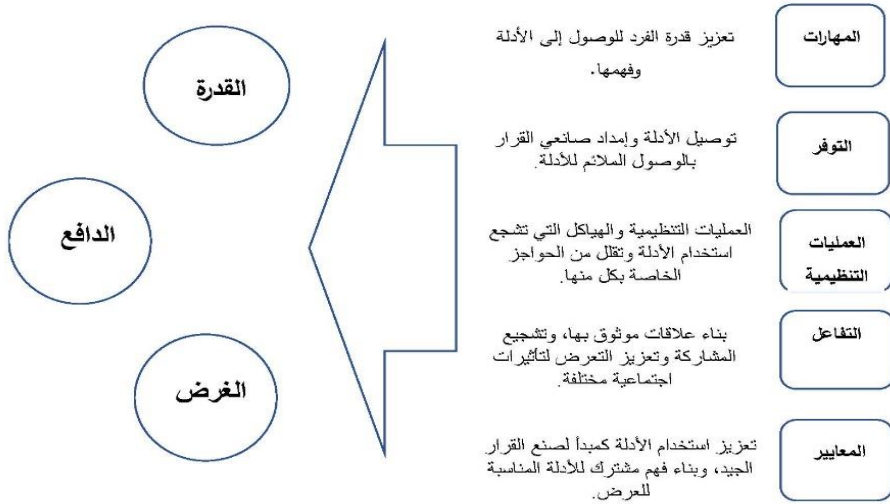 المهارات
تعزيز قدرة الفرد للوصول إلى الأدلة
وفهمها.
التوفر
توصيل الأدلة وإمداد صانعي القرار
بالوصول الملائم للأدلة.
العمليات
التنظيمية
العمليات التنظيمية والهياكل التي تشجع
استخدام الأدلة وتقلل من الحواجز
الخاصة بكل منها.
التفاعل
بناء علاقات موثوق بها، وتشجيع
المشاركة وتعزيز التعرض لتأثيرات
اجتماعية مختلفة.
المعايير
تعزيز استخدام الأدلة كمبدأ لصنع القرار
الجيد، وبناء فهم مشترك للأدلة المناسبة
للعرض.
القدرة
الدافع
الغرض